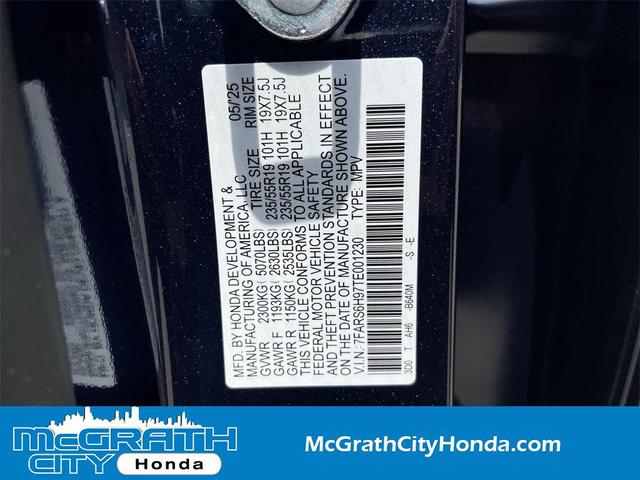 MFD. BY HONDA DEVELOPMENT & 05/'25
MANUFACTURING OF AMERICA, LLC
TIRE SIZE RIM SIZE
GVWR 2300KG( 5070LBS)
GAWR F 1193KG( 2630LBS) 235/55R19 101H 19X7.5J
GAWR R 1150KG( 2535LBS) 235/55R19 101H 19X7.5J
THIS VEHICLE CONFORMS TO ALL APPLICABLE
FEDERAL MOTOR VEHICLE SAFETY
AND THEFT PREVENTION STANDARDS IN EFFECT
ON THE DATE OF MANUFACTURE SHOWN ABOVE.
V.I.N.: 7FARS6H97TE001230 TYPE: MPV
3D0 T AH6 -B640M -S -E
McGRATH
CITY Honda
McGrathCityHonda.com